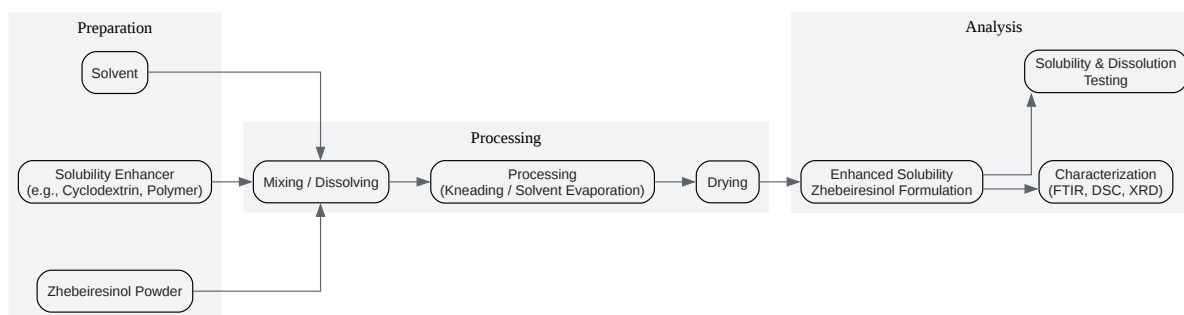 Preparation
Solvent
Solubility Enhancer
(e.g., Cyclodextrin, Polymer)
Zhebeiresinol Powder
Processing
Mixing / Dissolving
Processing
(Kneading / Solvent Evaporation)
Drying
Analysis
Enhanced Solubility
Zhebeiresinol Formulation
Solubility & Dissolution
Testing
Characterization
(FTIR, DSC, XRD)